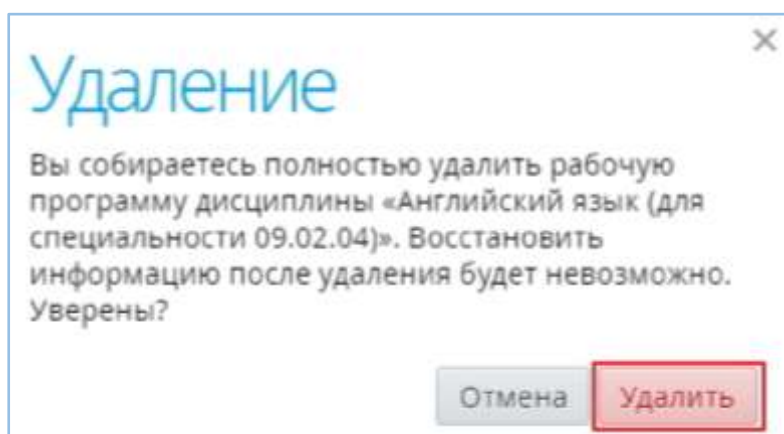 Удаление
Вы собираетесь полностью удалить рабочую
программу дисциплины «Английский язык (для
специальности 09.02.04)». Восстановить
информацию после удаления будет невозможно.
Уверены?
Отмена Удалить